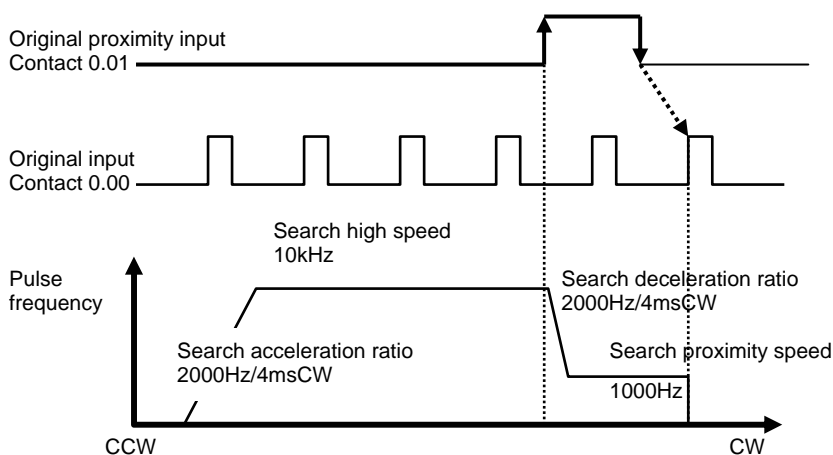 Original proximity input
Contact 0.01
Original input
Contact 0.00
Search high speed
10kHz
Pulse
frequency
Search deceleration ratio
2000Hz/4msCW
Search acceleration ratio
2000Hz/4msCW
Search proximity speed
1000Hz
CCW
CW